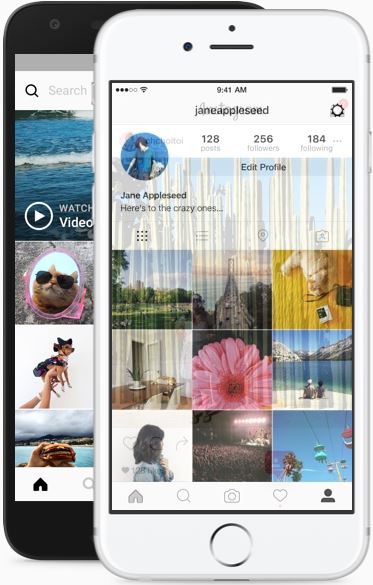 Search
WATCH
Video
9:41 AM
janeappleseed
128 256 184
posts followers following
Edit Profile
Jane Appleseed
Here's to the crazy ones...
128 likes